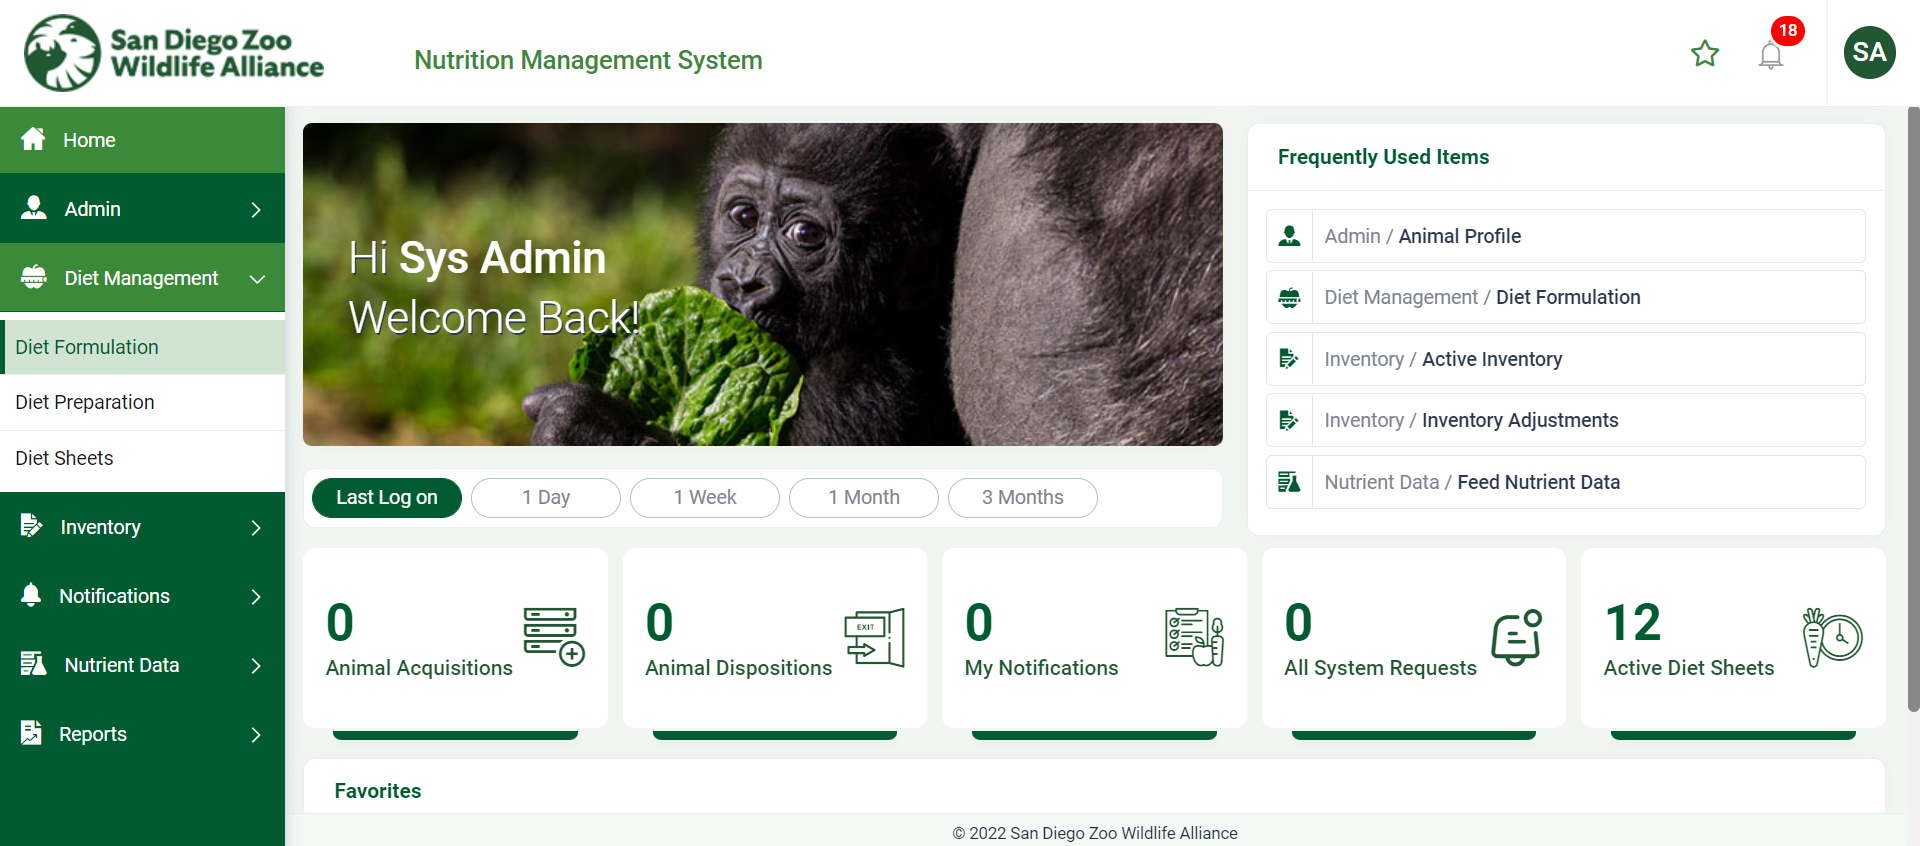 San Diego Zoo
Wildlife Alliance
Nutrition Management System
18
SA
Home
Admin
Diet Management
Diet Formulation
Diet Preparation
Diet Sheets
Inventory
Notifications
Nutrient Data
Reports
Hi Sys Admin
Welcome Back!
Last Log on
1 Day
1 Week
1 Month
3 Months
Frequently Used Items
Admin / Animal Profile
Diet Management / Diet Formulation
Inventory / Active Inventory
Inventory / Inventory Adjustments
Nutrient Data / Feed Nutrient Data
0
Animal Acquisitions
0
EXIT
Animal Dispositions
0
My Notifications
0
All System Requests
12
Active Diet Sheets
Favorites
© 2022 San Diego Zoo Wildlife Alliance